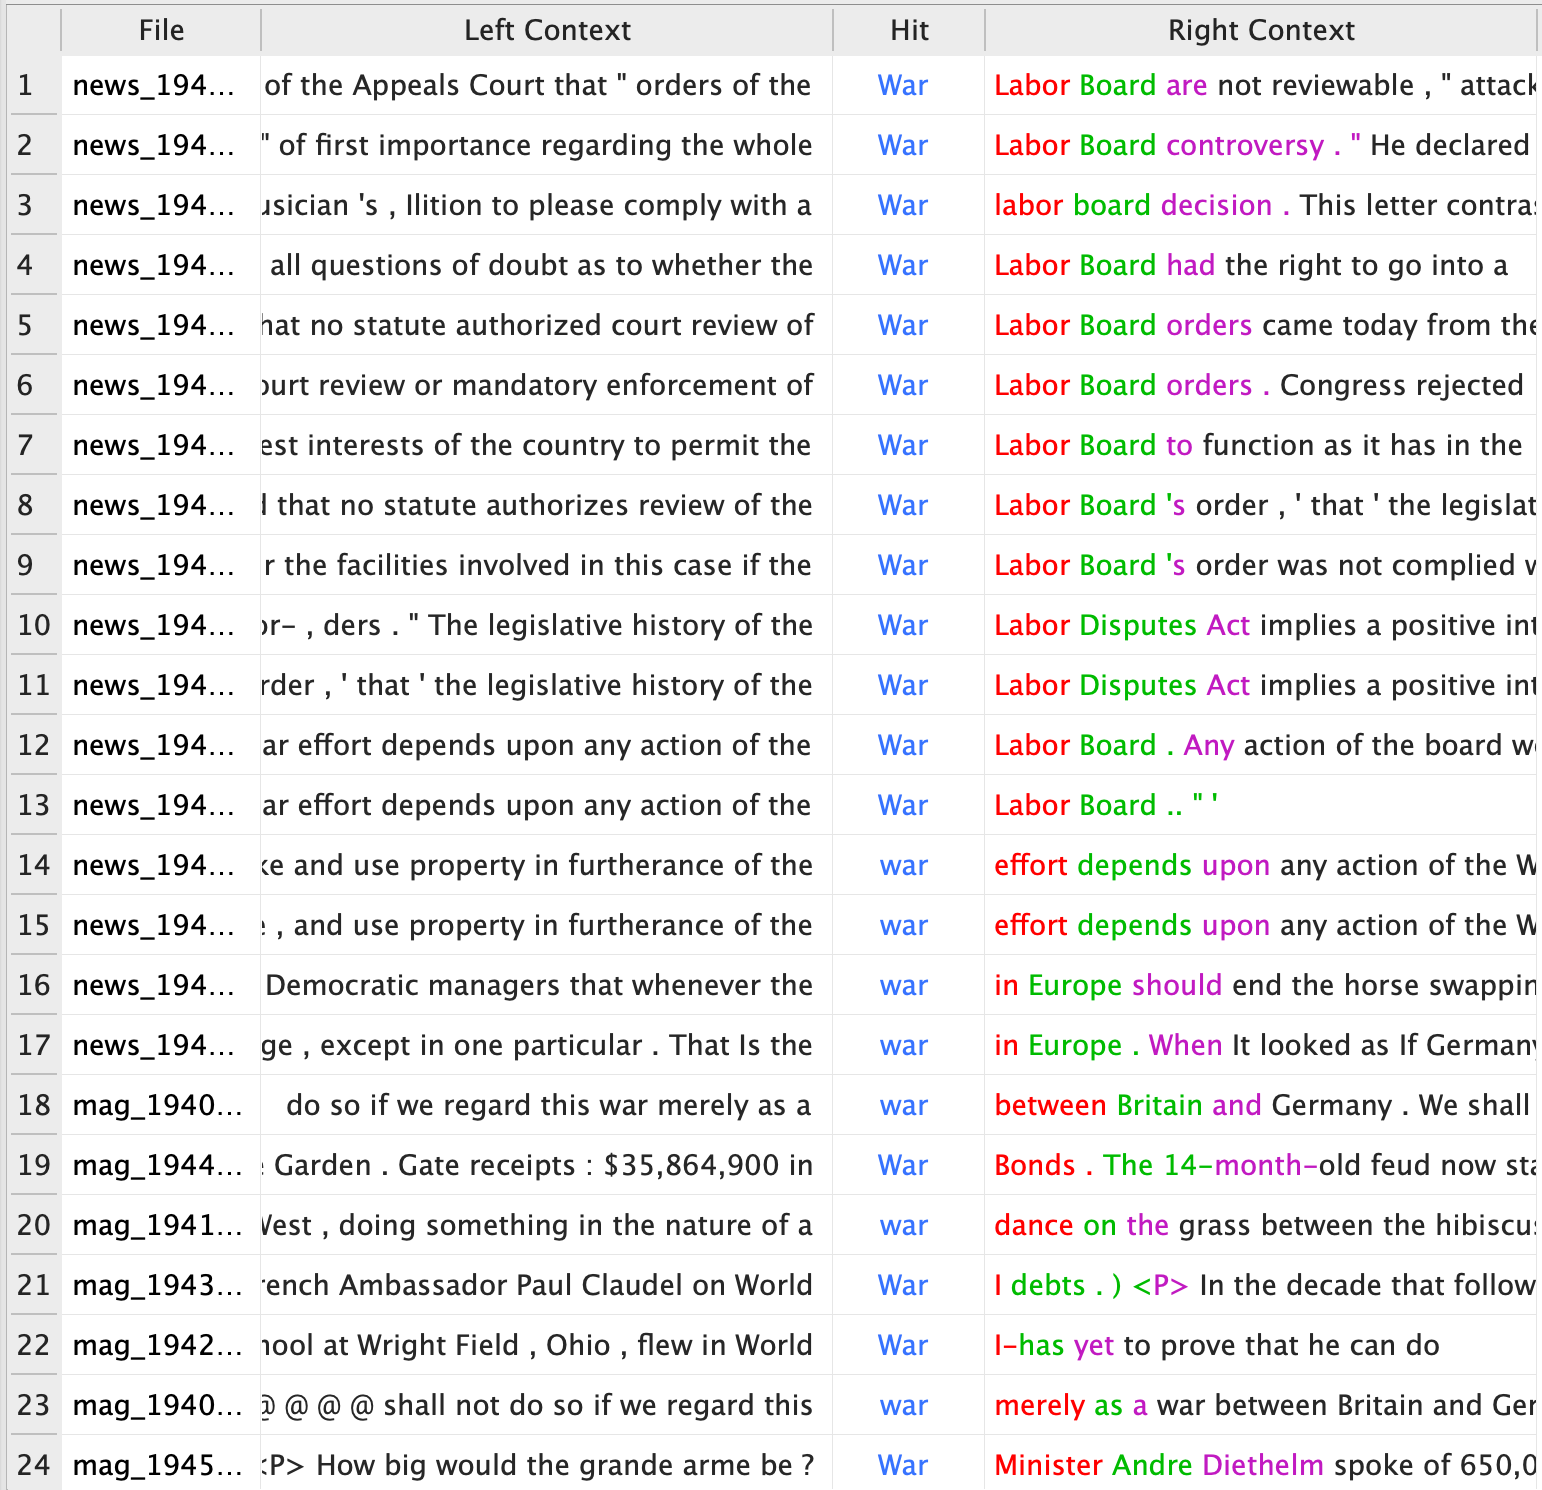 File Left Context Hit Right Context
1 news_194... of the Appeals Court that " orders of the War Labor Board are not reviewable , " attack
2 news_194... " of first importance regarding the whole War Labor Board controversy . " He declared
3 news_194... usician 's , Ilition to please comply with a War labor board decision . This letter contras
4 news_194... all questions of doubt as to whether the War Labor Board had the right to go into a
5 news_194... hat no statute authorized court review of War Labor Board orders came today from the
6 news_194... ourt review or mandatory enforcement of War Labor Board orders . Congress rejected
7 news_194... est interests of the country to permit the War Labor Board to function as it has in the
8 news_194... d that no statute authorizes review of the War Labor Board 's order , ' that ' the legislat
9 news_194... r the facilities involved in this case if the War Labor Board 's order was not complied w
10 news_194... or- , ders . " The legislative history of the War Labor Disputes Act implies a positive int
11 news_194... rder , ' that ' the legislative history of the War Labor Disputes Act implies a positive int
12 news_194... ar effort depends upon any action of the War Labor Board . Any action of the board wo
13 news_194... ar effort depends upon any action of the War Labor Board .. " '
14 news_194... ke and use property in furtherance of the war effort depends upon any action of the W
15 news_194... e , and use property in furtherance of the war effort depends upon any action of the W
16 news_194... Democratic managers that whenever the war in Europe should end the horse swappin
17 news_194... ge , except in one particular . That Is the war in Europe . When It looked as If Germany
18 mag_1940... do so if we regard this war merely as a war between Britain and Germany . We shall
19 mag_1944... e Garden . Gate receipts : $35,864,900 in War Bonds . The 14-month-old feud now sta
20 mag_1941... West , doing something in the nature of a war dance on the grass between the hibiscus
21 mag_1943... rench Ambassador Paul Claudel on World War I debts . ) <P> In the decade that follow
22 mag_1942... hool at Wright Field , Ohio , flew in World War I-has yet to prove that he can do
23 mag_1940... @ @ @ @ shall not do so if we regard this war merely as a war between Britain and Ger
24 mag_1945... <P> How big would the grande arme be ? War Minister Andre Diethelm spoke of 650,0